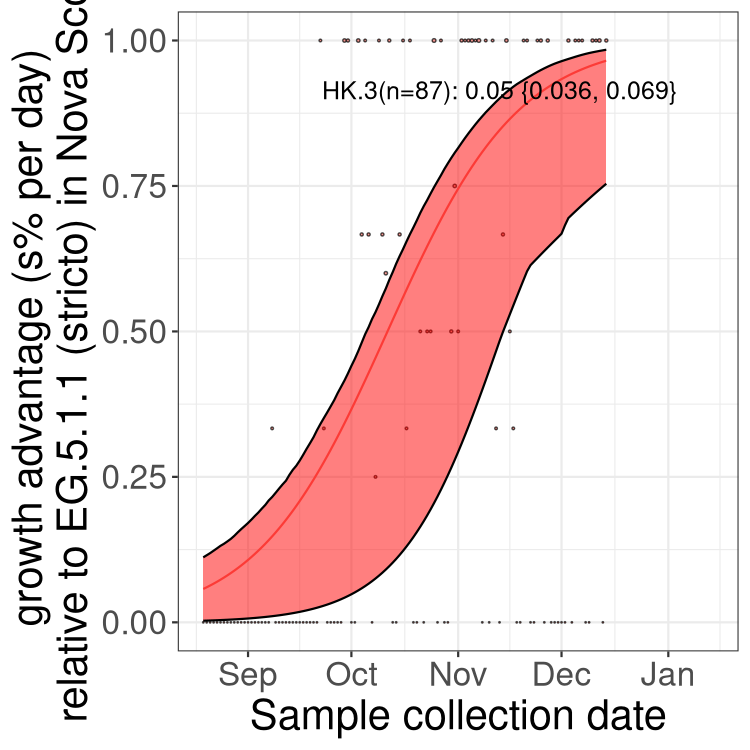 growth advantage (s% per day)
relative to EG.5.1.1 (stricto) in Nova
1.00
0.75
0.50
0.25
0.00
HK.3(n=87): 0.05 {0.036, 0.069}
Sep Oct Nov Dec Jan
Sample collection date